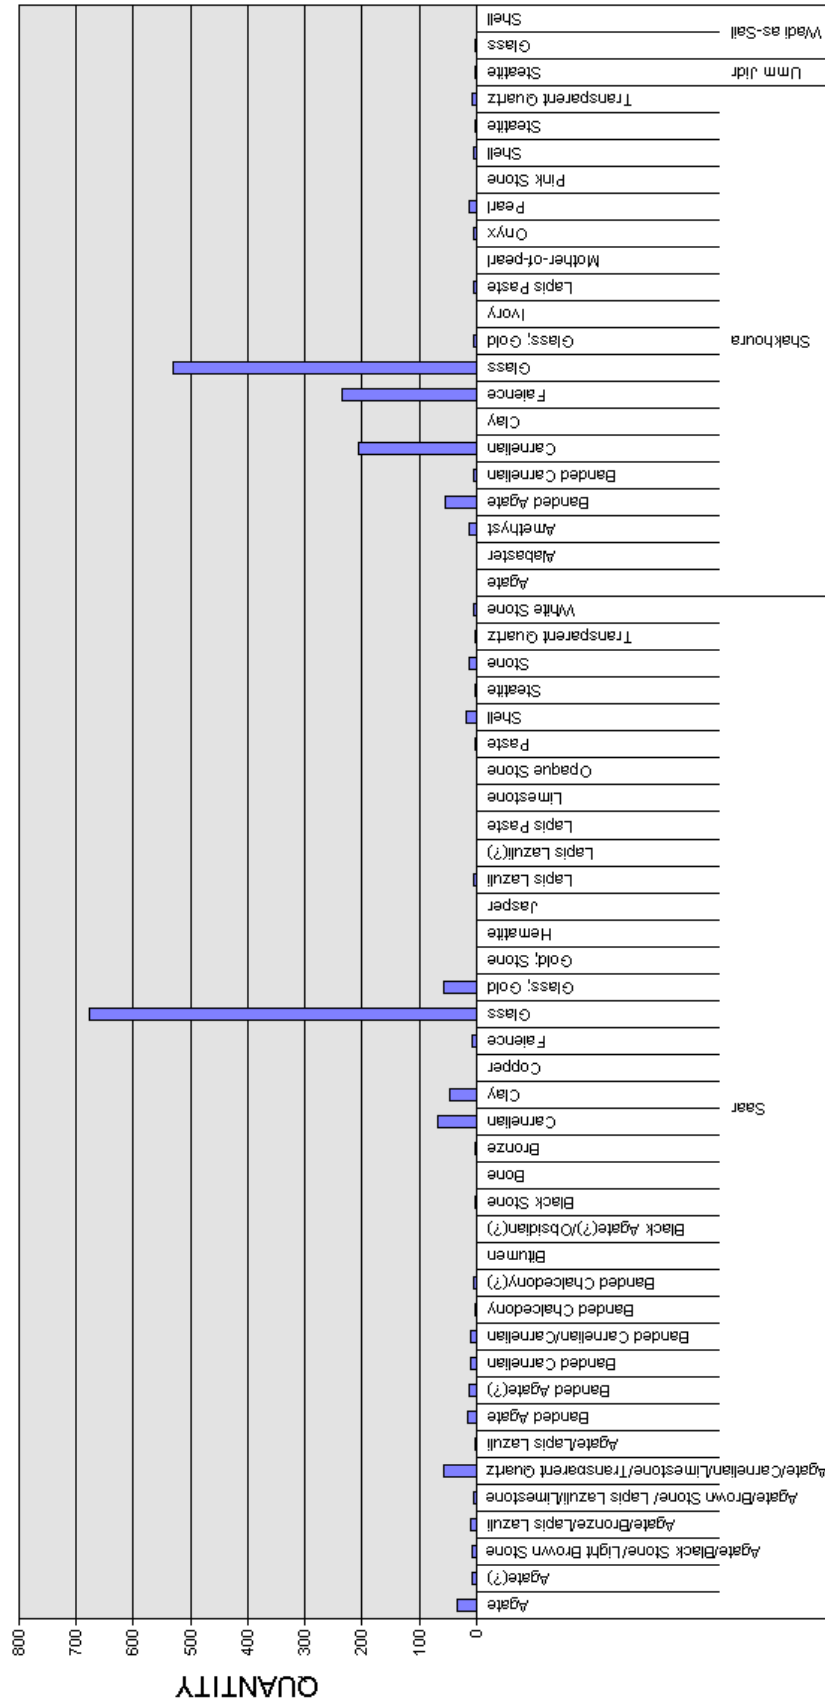 Shell
Glass
Wadi as-Sail
Steatite
Umm Jidr
Transparent Quartz
Steatite
Shell
Pink Stone
Pearl
Onyx
Mother-of-pearl
Lapis Paste
Ivory
Glass; Gold
Glass
Faience
Clay
Carnelian
Banded Carnelian
Banded Agate
Amethyst
Alabaster
Agate
Shakhoura
White Stone
Transparent Quartz
Stone
Steatite
Shell
Paste
Opaque Stone
Limestone
Lapis Paste
Lapis Lazuli(?)
Lapis Lazuli
Jasper
Hematite
Gold; Stone
Glass; Gold
Glass
Faience
Copper
Clay
Carnelian
Bronze
Bone
Black Stone
Black Agate(?)/Obsidian(?)
Bitumen
Banded Chalcedony(?)
Banded Chalcedony
Banded Carnelian/Carnelian
Banded Carnelian
Banded Agate(?)
Banded Agate
Agate/Lapis Lazuli
Agate/Carnelian/Limestone/Transparent Quartz
Agate/Brown Stone/ Lapis Lazuli/Limestone
Agate/Bronze/Lapis Lazuli
Agate/Black Stone/Light Brown Stone
Agate(?)
Agate
Saar
800
700
600
500
400
300
200
100
0
QUANTITY